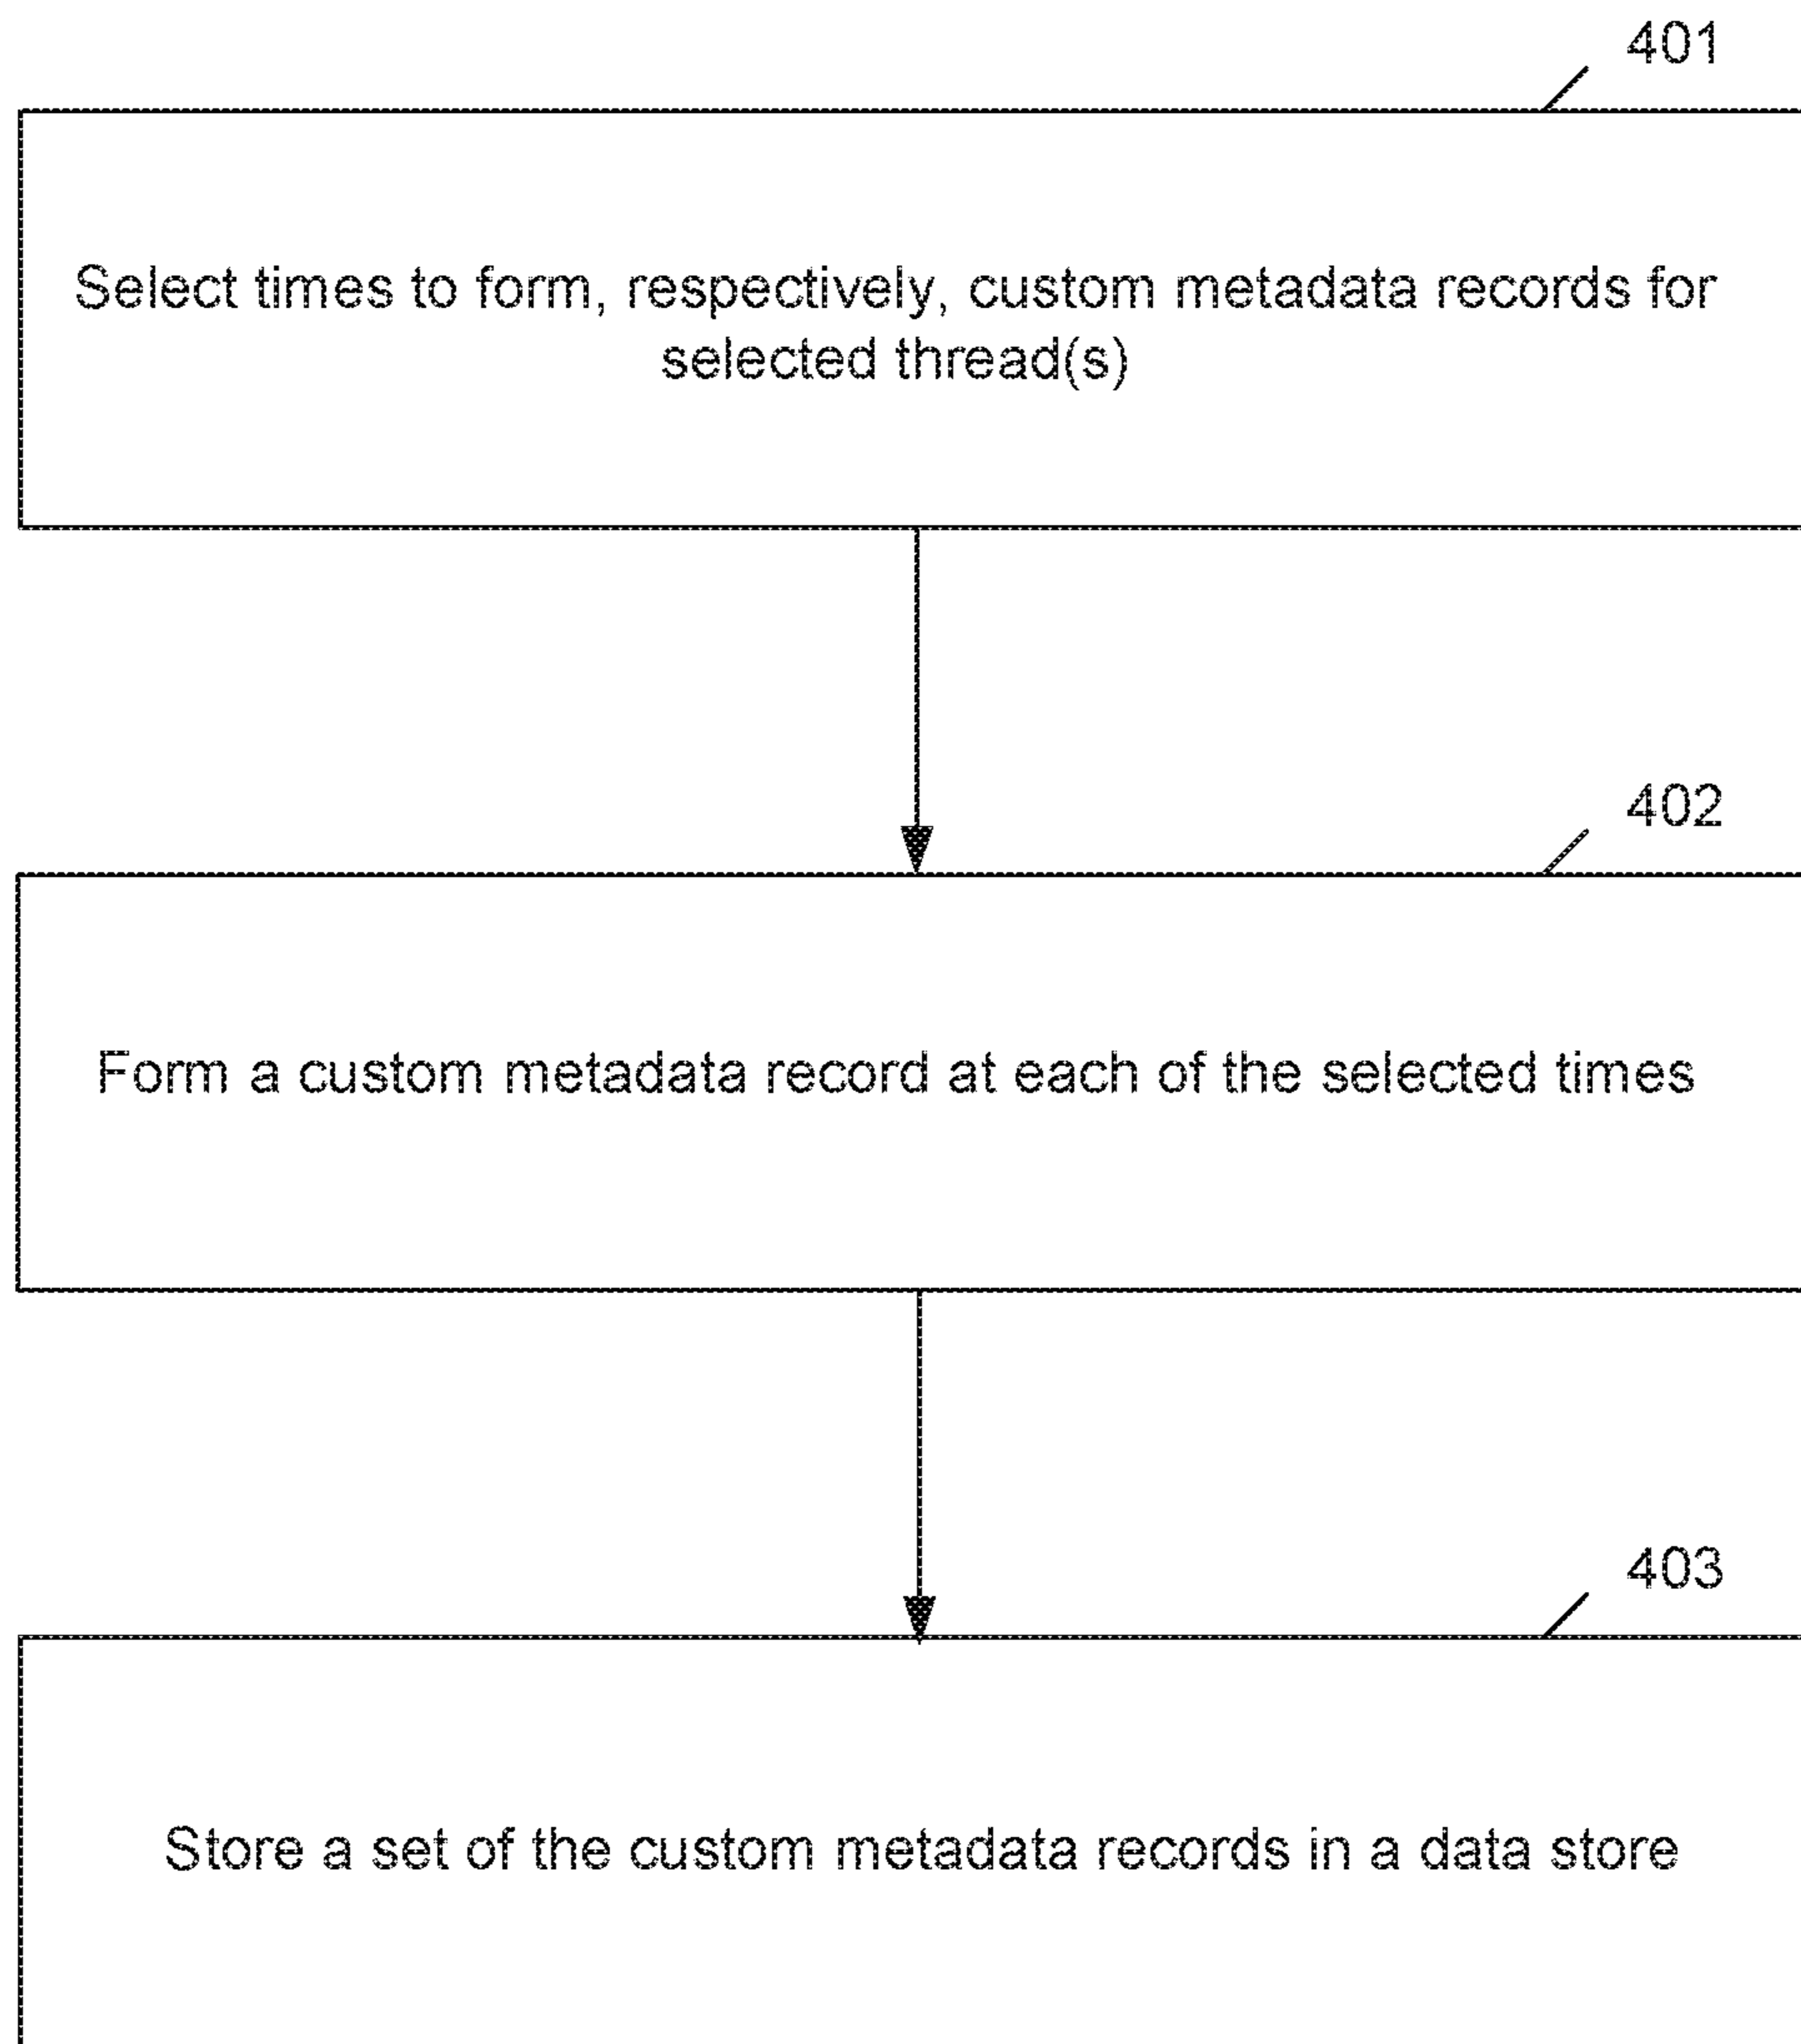 401
Select times to form, respectively, custom metadata records for
selected thread(s)
402
Form a custom metadata record at each of the selected times
403
Store a set of the custom metadata records in a data store